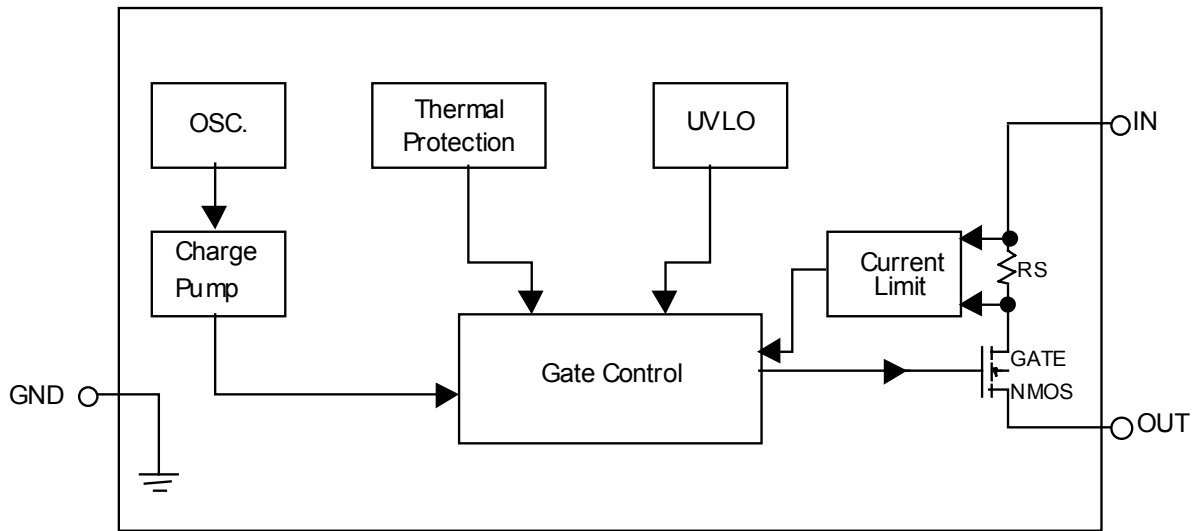 OSC.
Thermal
Protection
UVLO
IN
Charge
Pump
Current
Limit
RS
Gate Control
GATE
NMOS
GND
OUT